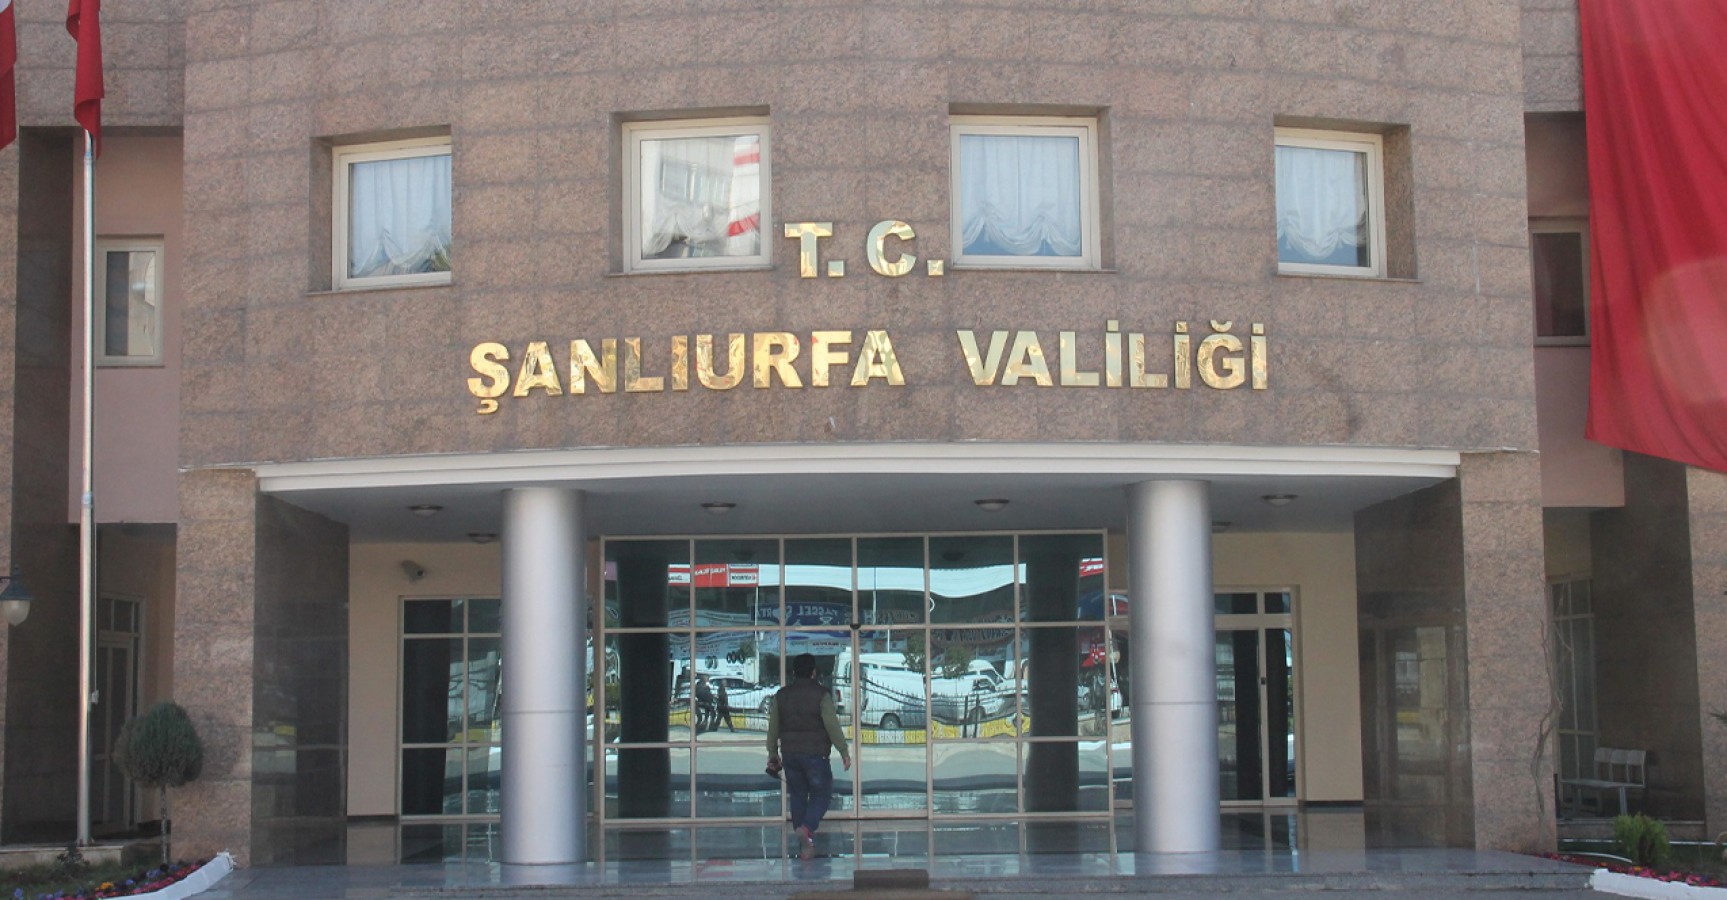 T. C.
ŞANLIURFA VALİLİĞİ